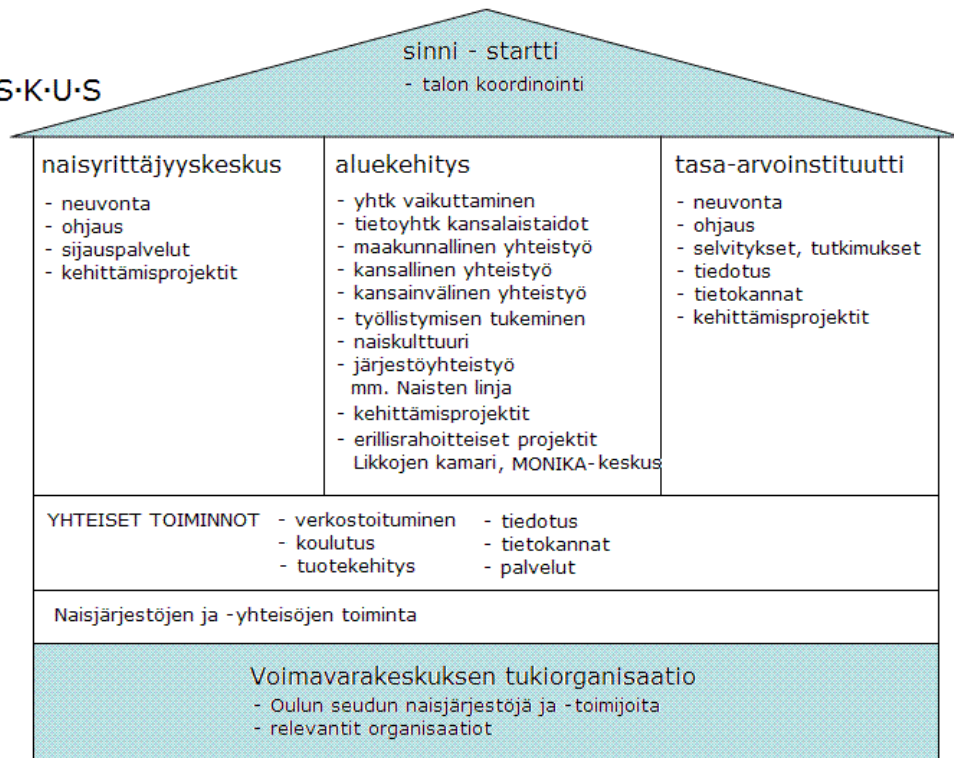 sinni - startti
- talon koordinointi
S·K·U·S
naisyrittäjyyskeskus
- neuvonta
- ohjaus
- sijauspalvelut
- kehittämisprojektit
aluekehitys
- yhtk vaikuttaminen
- tietoyhtk kansalaistaidot
- maakunnallinen yhteistyö
- kansallinen yhteistyö
- kansainvälinen yhteistyö
- työllistymisen tukeminen
- naiskulttuuri
- järjestöyhteistyö
mm. Naisten linja
- kehittämisprojektit
- erillisrahoitteiset projektit
Likkojen kamari, MONIKA-keskus
tasa-arvoinstituutti
- neuvonta
- ohjaus
- selvitykset, tutkimukset
- tiedotus
- tietokannat
- kehittämisprojektit
YHTEISET TOIMINNOT
- verkostoituminen
- koulutus
- tuotekehitys
- tiedotus
- tietokannat
- palvelut
Naisjärjestöjen ja -yhteisöjen toiminta
Voimavarakeskuksen tukiorganisaatio
- Oulun seudun naisjärjestöjä ja -toimijoita
- relevantit organisaatiot